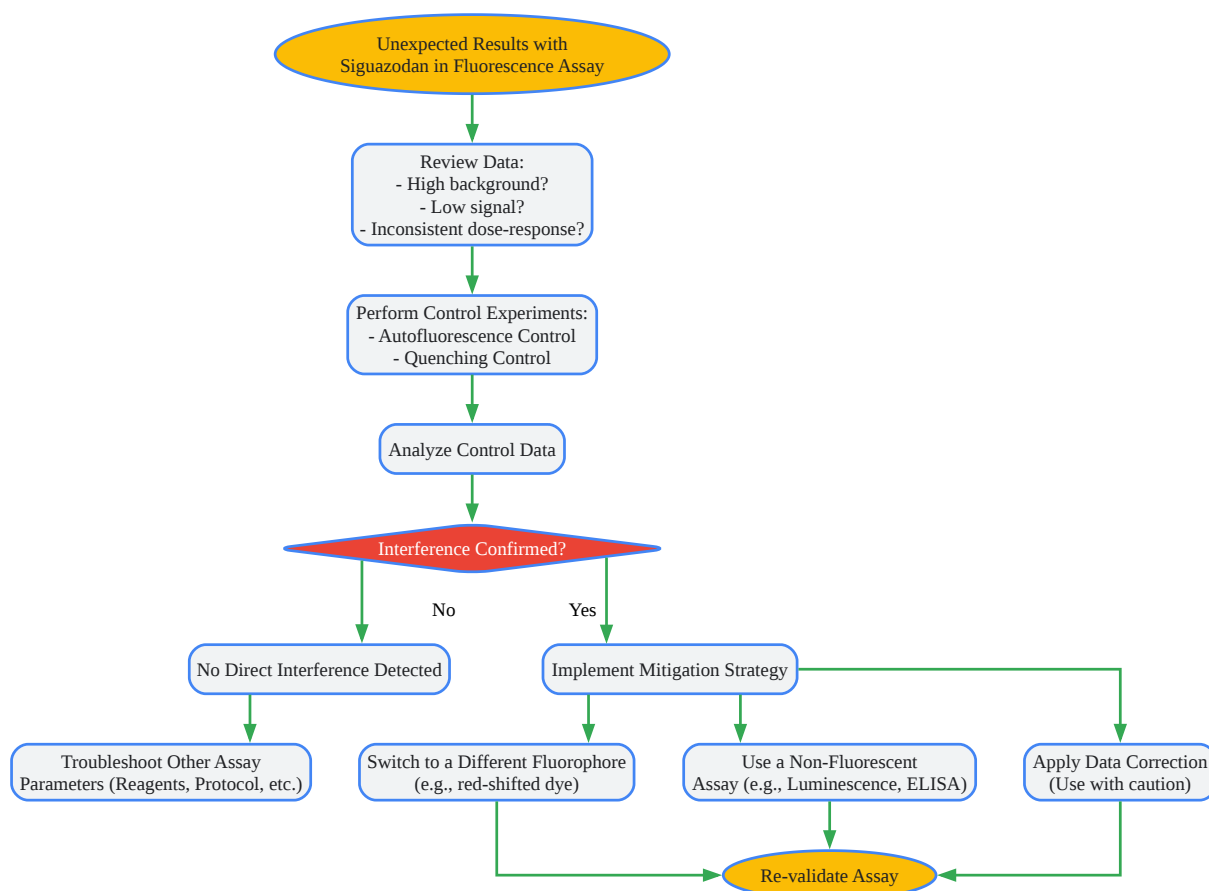 Unexpected Results with
Siguazodan in Fluorescence Assay
Review Data:
- High background?
- Low signal?
- Inconsistent dose-response?
Perform Control Experiments:
- Autofluorescence Control
- Quenching Control
Analyze Control Data
Interference Confirmed?
No
Yes
No Direct Interference Detected
Implement Mitigation Strategy
Troubleshoot Other Assay
Parameters (Reagents, Protocol, etc.)
Switch to a Different Fluorophore
(e.g., red-shifted dye)
Use a Non-Fluorescent
Assay (e.g., Luminescence, ELISA)
Apply Data Correction
(Use with caution)
Re-validate Assay